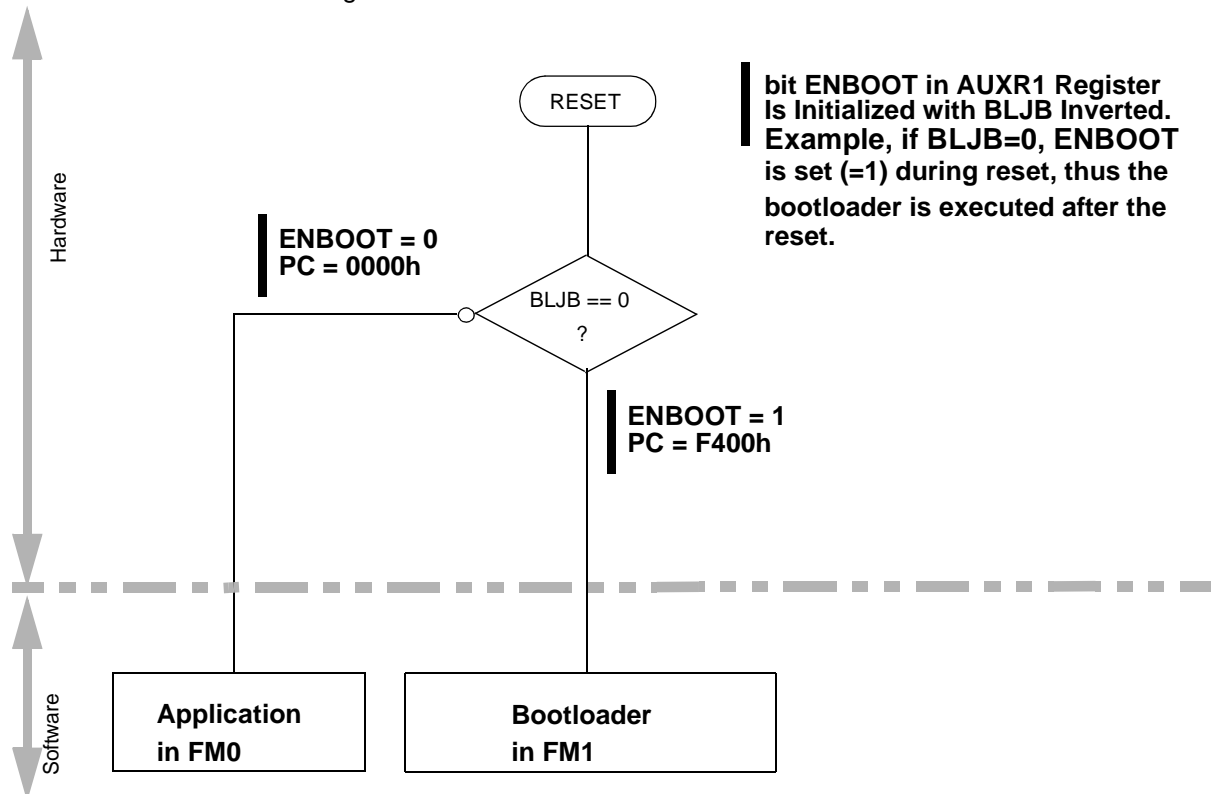 RESET
bit ENBOOT in AUXR1 Register
Is Initialized with BLJB Inverted.
Example, if BLJB=0, ENBOOT
is set (=1) during reset, thus the
bootloader is executed after the
reset.
Hardware
ENBOOT = 0
PC = 0000h
BLJB == 0
?
ENBOOT = 1
PC = F400h
Software
Application
in FM0
Bootloader
in FM1